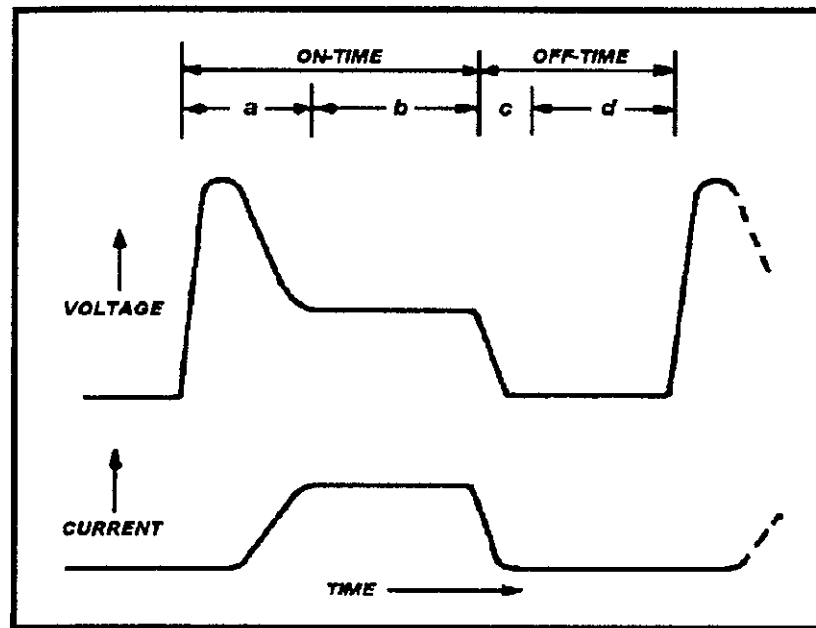 ON-TIME OFF-TIME
a b c d
VOLTAGE
CURRENT
TIME